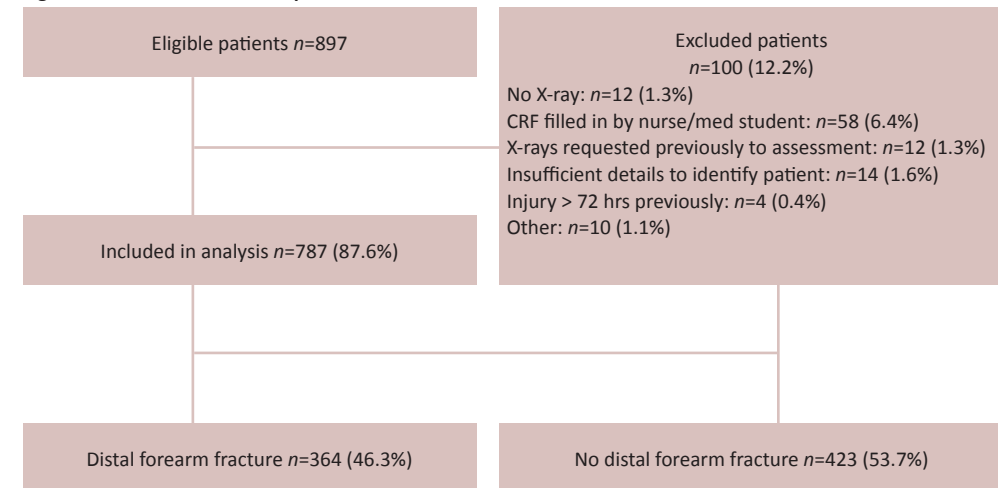 Eligible patients n=897
Excluded patients
n=100 (12.2%)
No X-ray: n=12 (1.3%)
CRF filled in by nurse/med student: n=58 (6.4%)
X-rays requested previously to assessment: n=12 (1.3%)
Insufficient details to identify patient: n=14 (1.6%)
Injury > 72 hrs previously: n=4 (0.4%)
Other: n=10 (1.1%)
Included in analysis n=787 (87.6%)
Distal forearm fracture n=364 (46.3%)
No distal forearm fracture n=423 (53.7%)